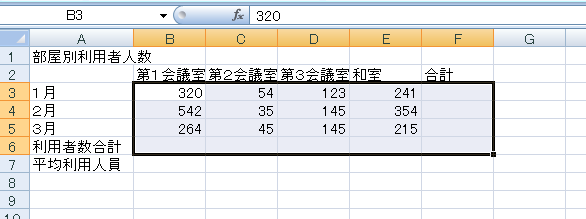 B3 fx 320
A B C D E F G
1 部屋別利用者人数
2 第１会議室 第２会議室 第３会議室 和室 合計
3 １月 320 54 123 241
4 ２月 542 35 145 354
5 ３月 264 45 145 215
6 利用者数合計
7 平均利用人員
8
9
10